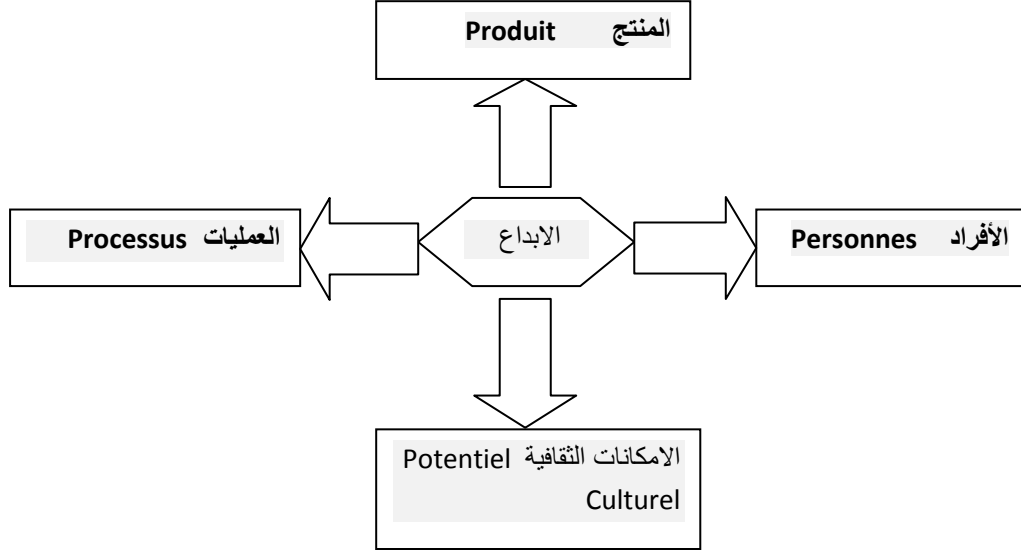 المنتج Produit
العمليات Processus
الابداع
الأفراد Personnes
الامكانات الثقافية Potentiel
Culturel